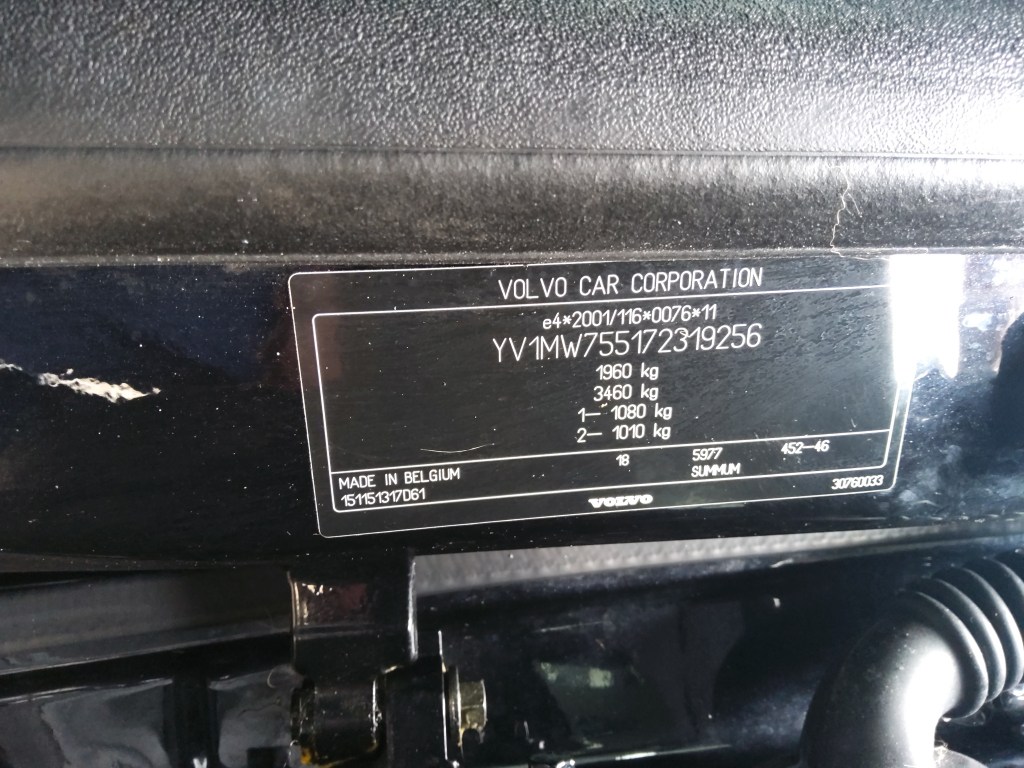 VOLVO CAR CORPORATION
e4*2001/116*0076*11
YV1MW755172319256
1960 kg
3460 kg
1— 1080 kg
2— 1010 kg
MADE IN BELGIUM 18 5977 452-46
151151317D61 SUMMUM 30760033
VOLVO